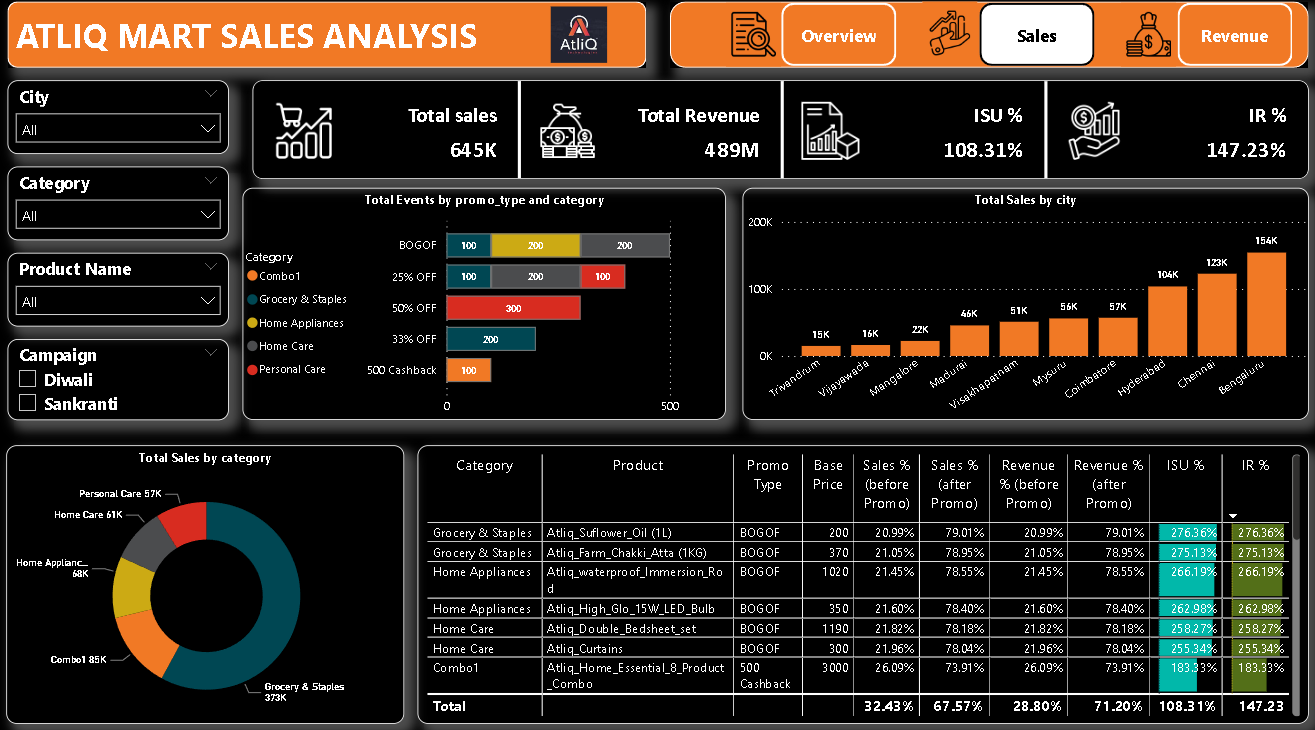 ATLIQ MART SALES ANALYSIS
AtliQ
Overview
Sales
Revenue
City
All
Category
All
Product Name
All
Campaign
Diwali
Sankranti
Total sales
645K
Total Revenue
489M
ISU %
108.31%
IR %
147.23%
Total Events by promo_type and category
Category
Combo1
Grocery & Staples
Home Appliances
Home Care
Personal Care
BOGOF 100 200 200
25% OFF 100 200 100
50% OFF 300
33% OFF 200
500 Cashback 100
0 500
Total Sales by city
200K
100K
0K
15K 16K 22K 46K 51K 56K 57K 104K 123K 154K
Trivandrum Vijayawada Mangalore Madurai Visakhapatnam Mysuru Coimbatore Hyderabad Chennai Bengaluru
Total Sales by category
Personal Care 57K
Home Care 61K
Home Applianc...
68K
Combo1 85K
Grocery & Staples
373K
Category Product Promo Base Sales % Sales % Revenue Revenue % ISU % IR %
Type Price (before (after % (before (after
Promo) Promo) Promo) Promo)
Grocery & Staples Atliq_Suflower_Oil (1L) BOGOF 200 20.99% 79.01% 20.99% 79.01% 276.36% 276.36%
Grocery & Staples Atliq_Farm_Chakki_Atta (1KG) BOGOF 370 21.05% 78.95% 21.05% 78.95% 275.13% 275.13%
Home Appliances Atliq_waterproof_Immersion_Ro BOGOF 1020 21.45% 78.55% 21.45% 78.55% 266.19% 266.19%
d
Home Appliances Atliq_High_Glo_15W_LED_Bulb BOGOF 350 21.60% 78.40% 21.60% 78.40% 262.98% 262.98%
Home Care Atliq_Double_Bedsheet_set BOGOF 1190 21.82% 78.18% 21.82% 78.18% 258.27% 258.27%
Home Care Atliq_Curtains BOGOF 300 21.96% 78.04% 21.96% 78.04% 255.34% 255.34%
Combo1 Atliq_Home_Essential_8_Product 500 3000 26.09% 73.91% 26.09% 73.91% 183.33% 183.33%
_Combo Cashback
Total 32.43% 67.57% 28.80% 71.20% 108.31% 147.23